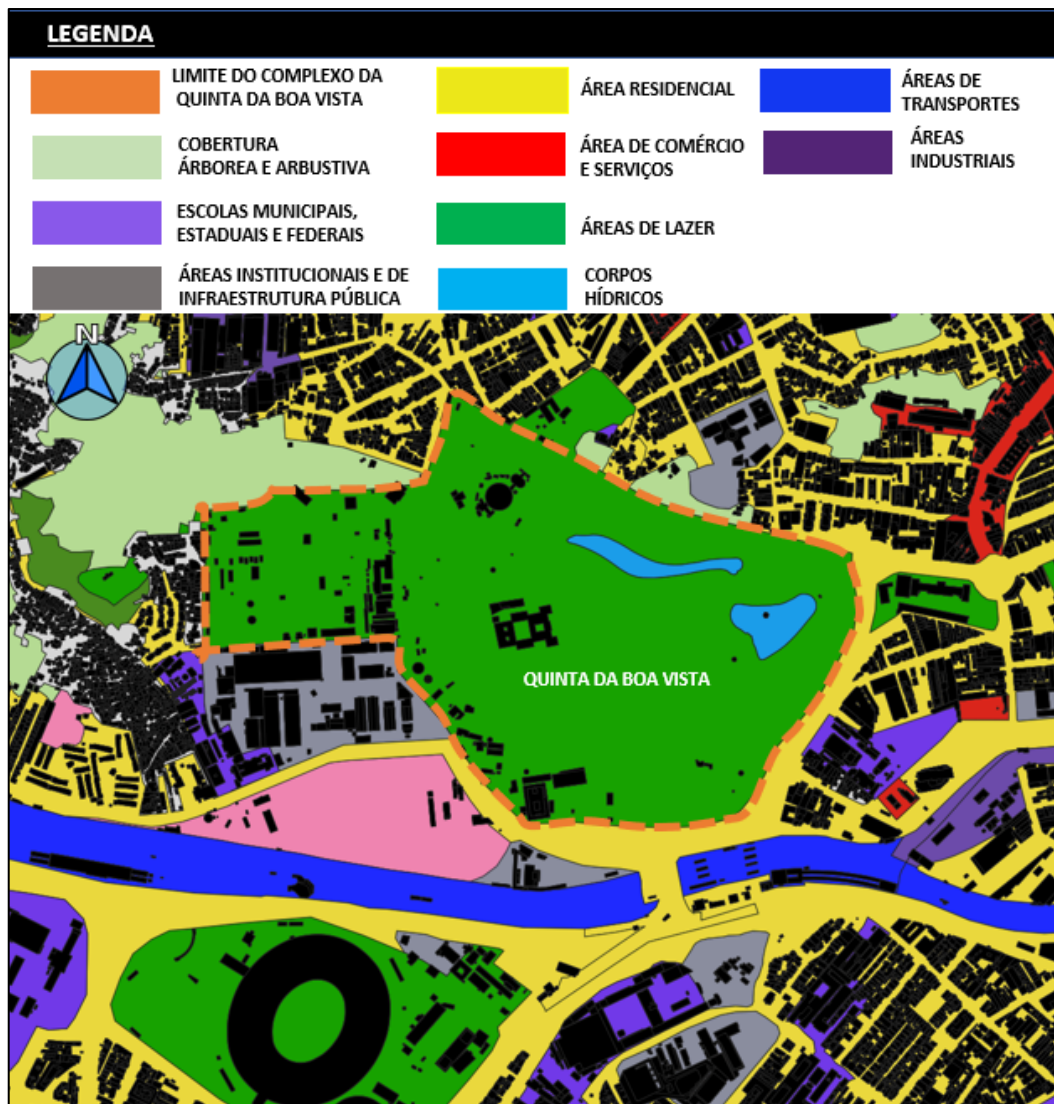 LEGENDA
LIMITE DO COMPLEXO DA
QUINTA DA BOA VISTA
COBERTURA
ÁRBOREA E ARBUSTIVA
ESCOLAS MUNICIPAIS,
ESTADUAIS E FEDERAIS
ÁREAS INSTITUCIONAIS E DE
INFRAESTRUTURA PÚBLICA
ÁREA RESIDENCIAL
ÁREA DE COMÉRCIO
E SERVIÇOS
ÁREAS DE LAZER
CORPOS
HÍDRICOS
ÁREAS DE
TRANSPORTES
ÁREAS
INDUSTRIAIS
N
QUINTA DA BOA VISTA